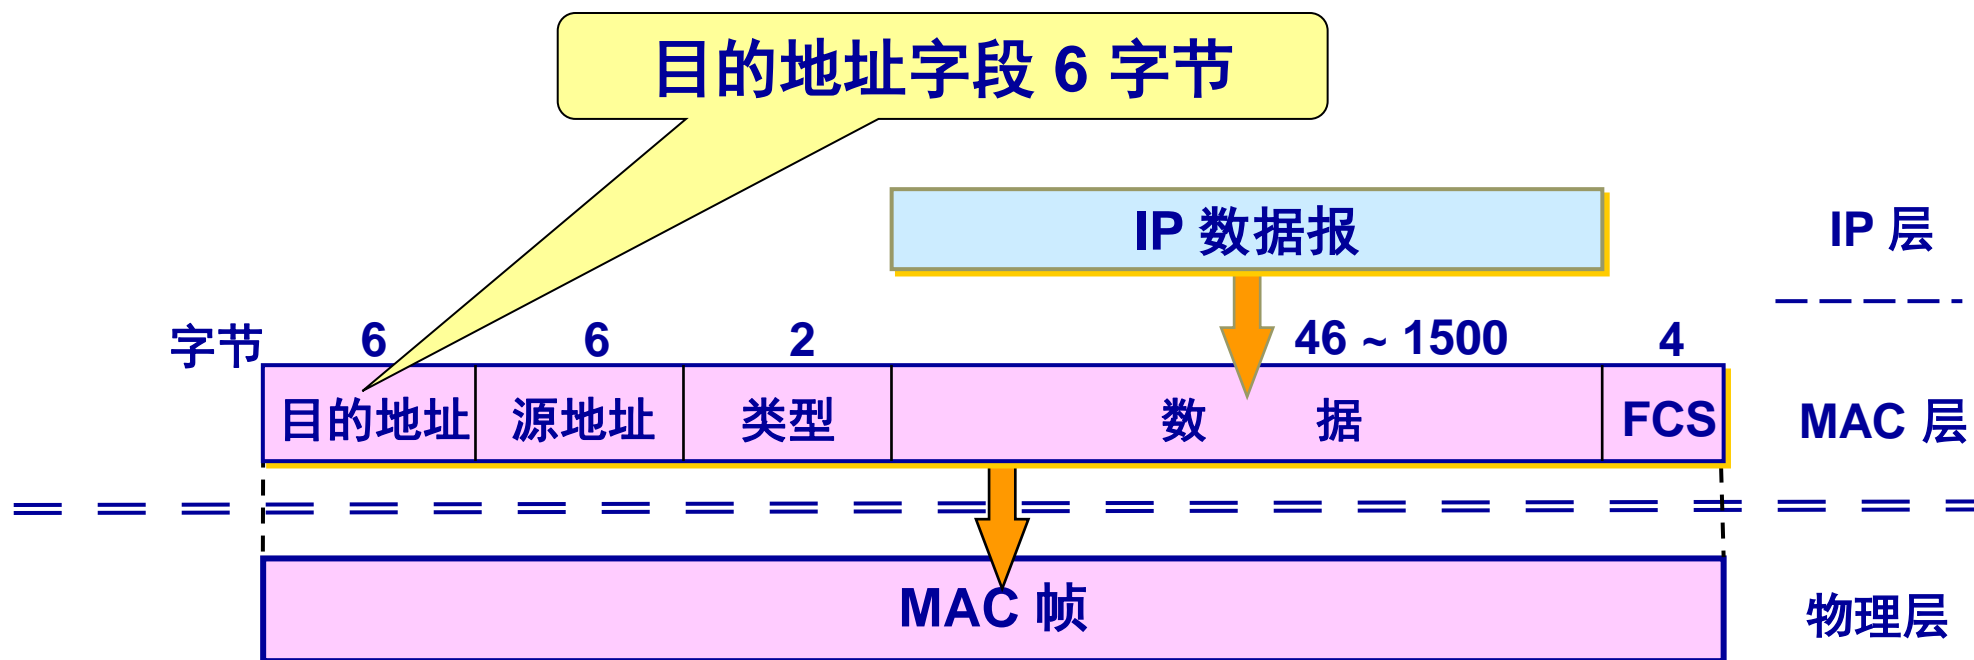 目的地址字段 6 字节
IP 数据报
IP 层
字节 6 6 2 46 ~ 1500 4
目的地址 源地址 类型 数 据 FCS MAC 层
MAC 帧
物理层